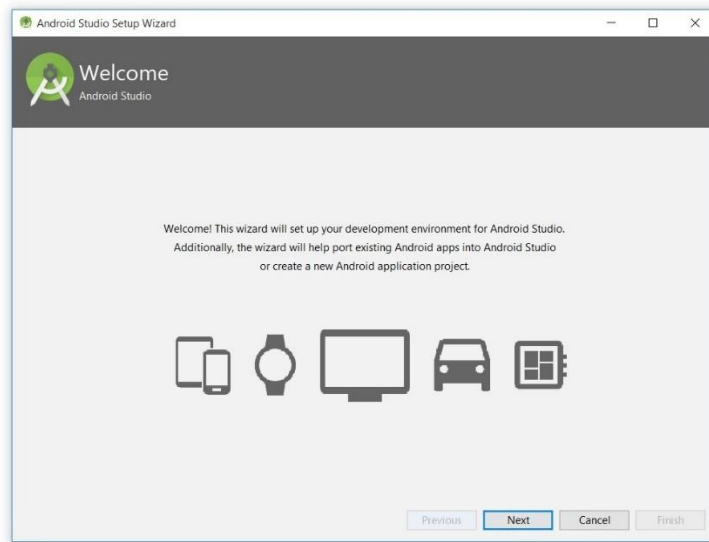 Android Studio Setup Wizard
Welcome
Android Studio
Welcome! This wizard will set up your development environment for Android Studio.
Additionally, the wizard will help port existing Android apps into Android Studio
or create a new Android application project.
Previous Next Cancel Finish